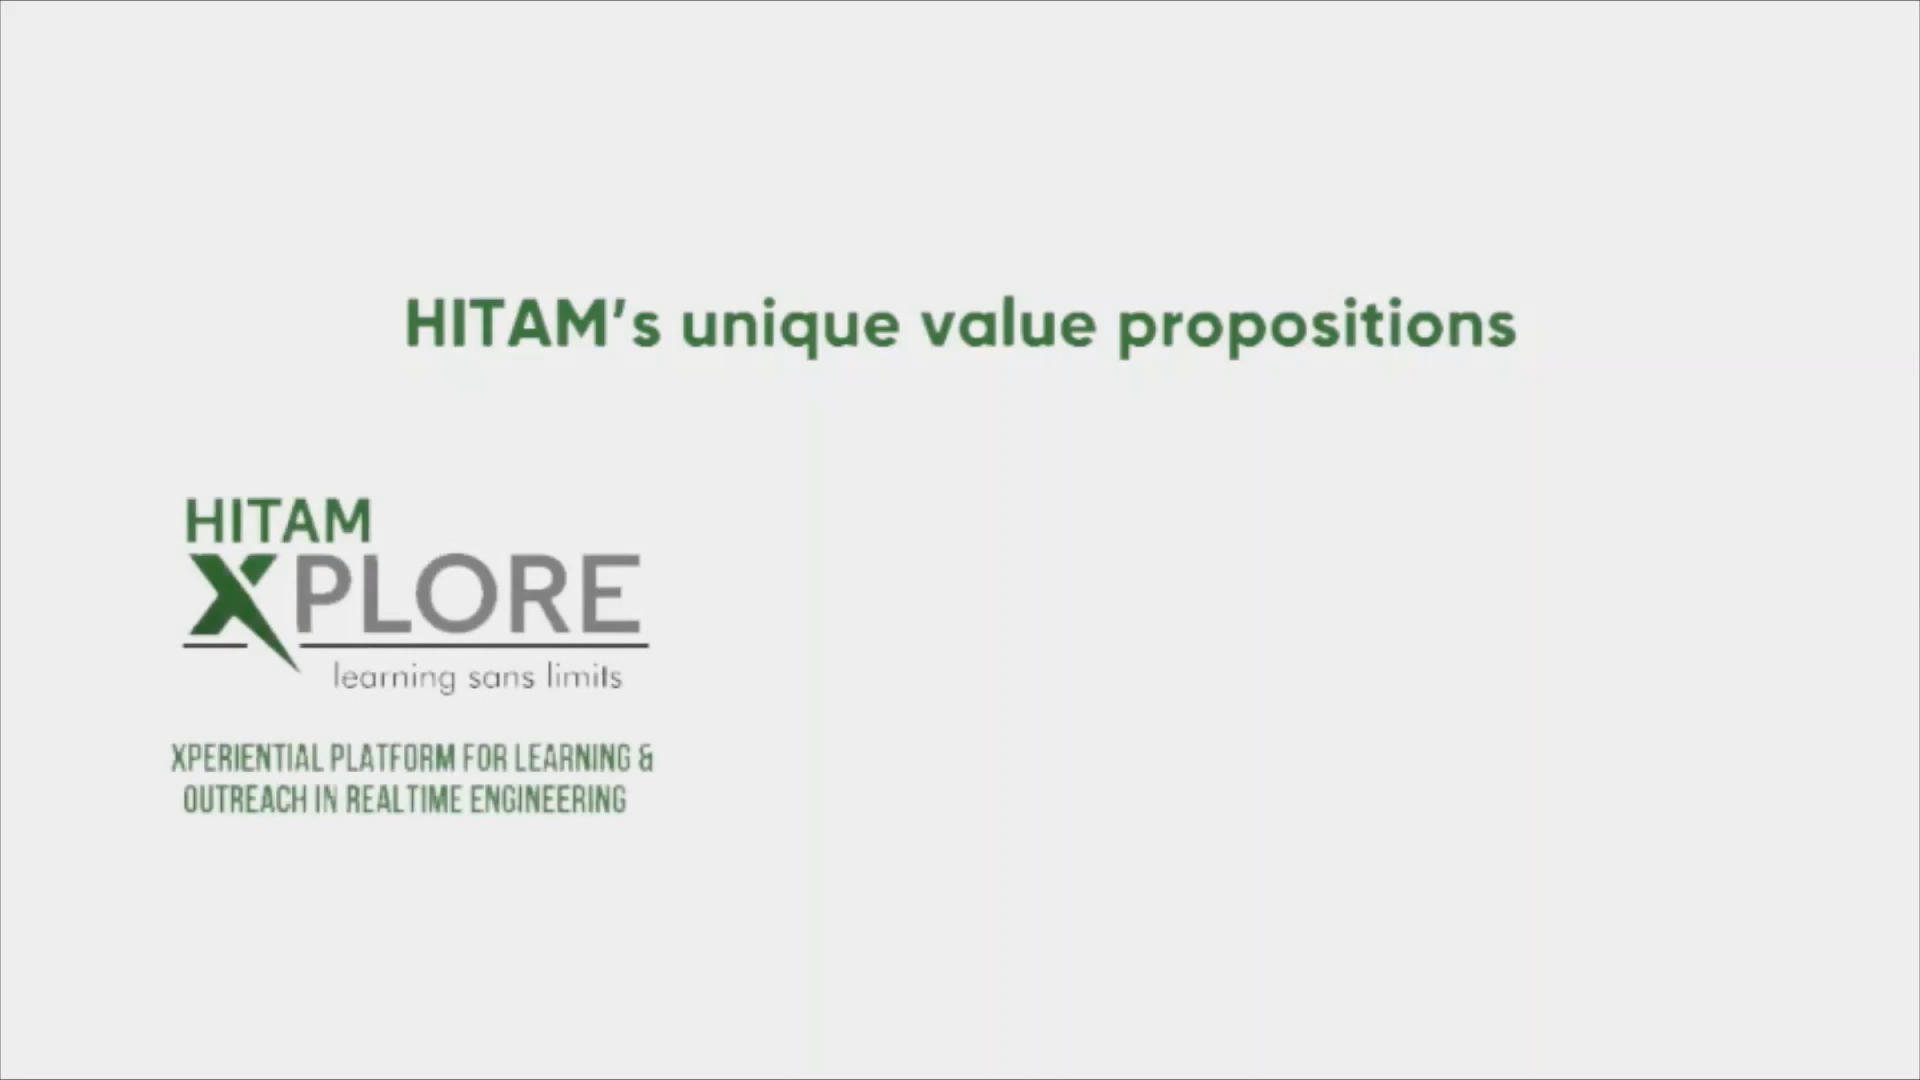 HITAM's unique value propositions
HITAM
XPLORE
learning sans limits
XPERIENTIAL PLATFORM FOR LEARNING &
OUTREACH IN REALTIME ENGINEERING